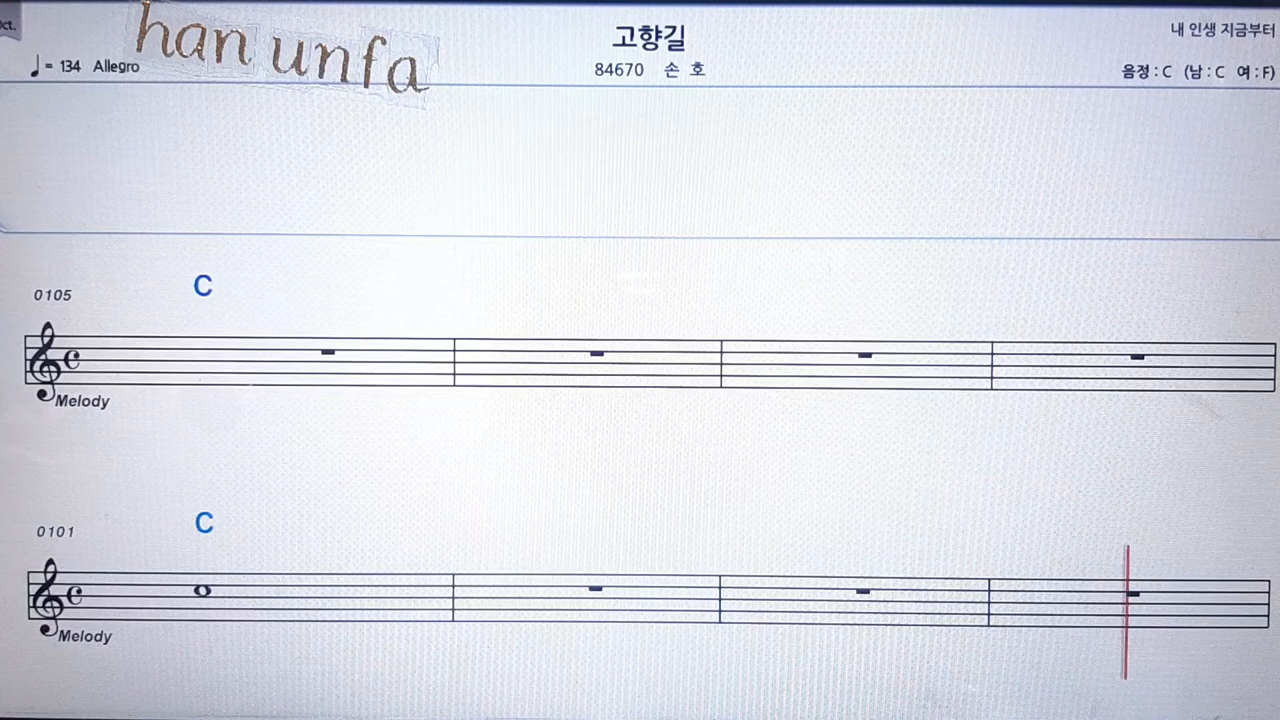 han unfa
고향길
내 인생 지금부터
♩= 134 Allegro
84670 손 호
음정 : C (남 : C 여 : F)
C
0105
Melody
C
0101
Melody